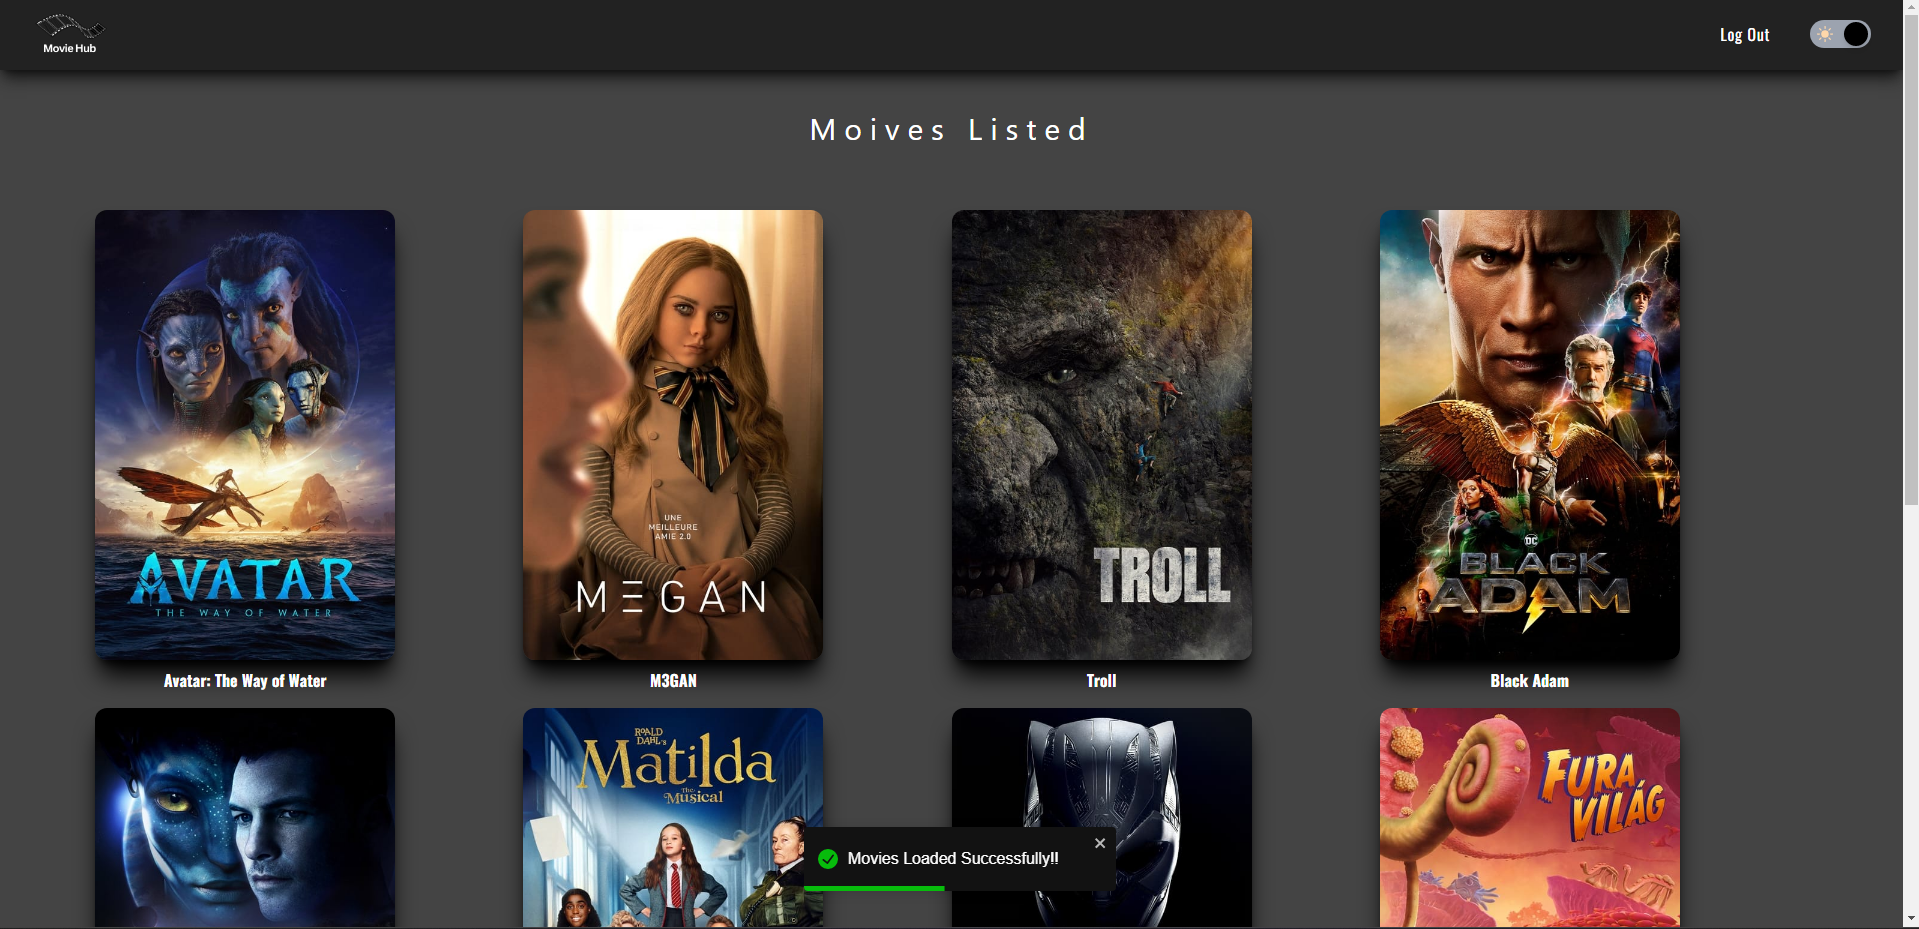 Movie Hub
Log Out
Moives Listed
UNE
MEILLEURE
AMIE 2.0
MEGAN
AVATAR
THE WAY OF WATER
TROLL
DC
BLACK
ADAM
Avatar: The Way of Water
M3GAN
Troll
Black Adam
ROALD
DAHL'S
Matilda
The
Musical
FURA
VILÁG
Movies Loaded Successfully!!